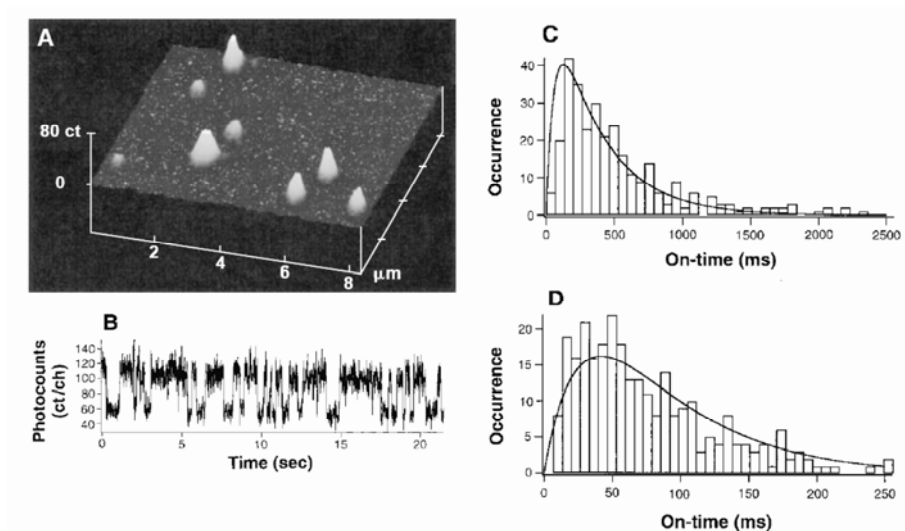 A
80 ct
0
2
4
6
8
μm
B
Photocounts
(ct/ch)
140
120
100
80
60
40
0
5
10
15
20
Time (sec)
C
Occurrence
40
30
20
10
0
0
500
1000
1500
2000
2500
On-time (ms)
D
Occurrence
20
15
10
5
0
0
50
100
150
200
250
On-time (ms)